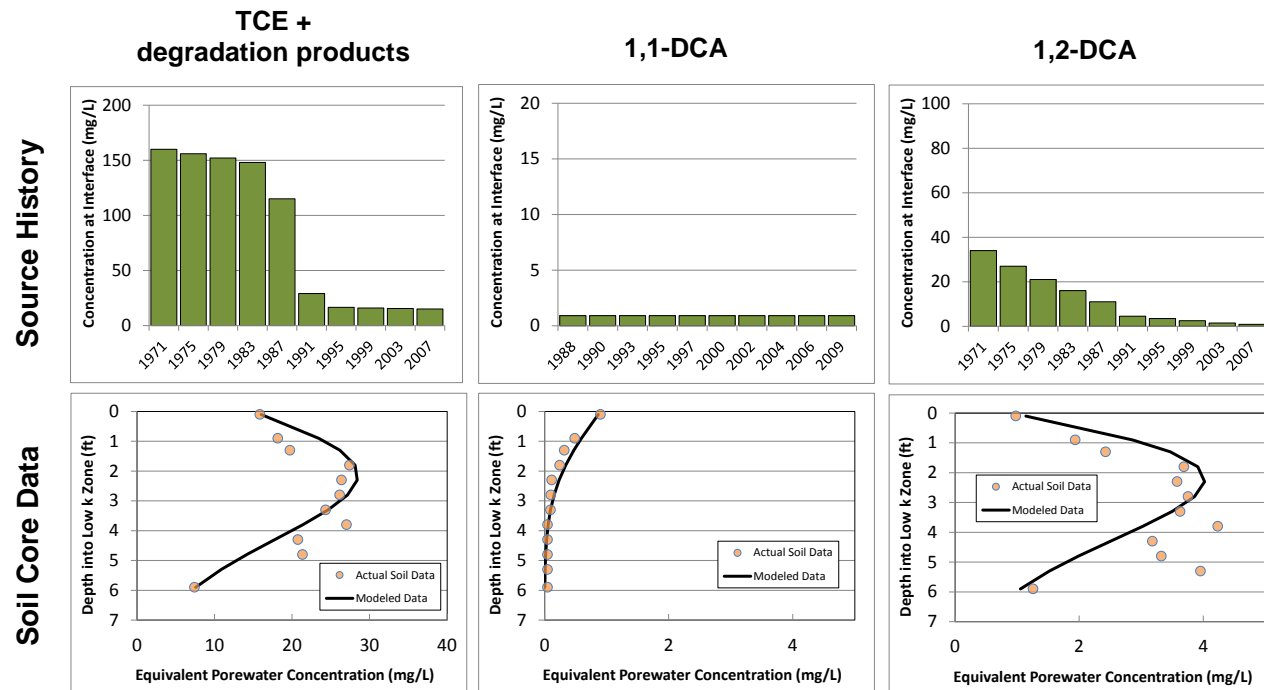 TCE +
degradation products
1,1-DCA
1,2-DCA
Source History
Concentration at Interface (mg/L)
200
150
100
50
0
1971
1975
1979
1983
1987
1991
1995
1999
2003
2007
Concentration at Interface (mg/L)
20
15
10
5
0
1988
1990
1993
1995
1997
2000
2002
2004
2006
2009
Concentration at Interface (mg/L)
100
80
60
40
20
0
1971
1975
1979
1983
1987
1991
1995
1999
2003
2007
Soil Core Data
Depth into Low k Zone (ft)
0
1
2
3
4
5
6
7
Actual Soil Data
Modeled Data
0 10 20 30 40
Equivalent Porewater Concentration (mg/L)
Depth into Low k Zone (ft)
0
1
2
3
4
5
6
7
Actual Soil Data
Modeled Data
0 2 4
Equivalent Porewater Concentration (mg/L)
Depth into Low k Zone (ft)
0
1
2
3
4
5
6
7
Actual Soil Data
Modeled Data
0 2 4
Equivalent Porewater Concentration (mg/L)